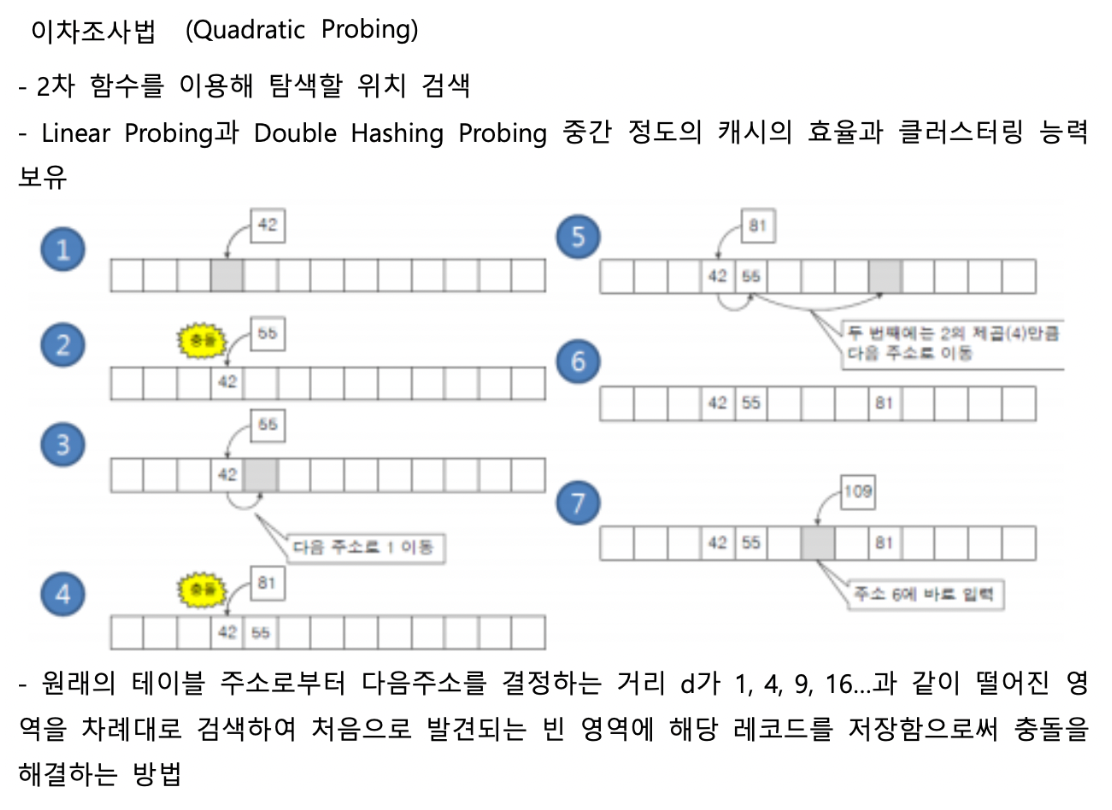 이차조사법 (Quadratic Probing)
- 2차 함수를 이용해 탐색할 위치 검색
- Linear Probing과 Double Hashing Probing 중간 정도의 캐시의 효율과 클러스터링 능력
보유
1
42
2
충돌
55
42
3
55
42
다음 주소로 1 이동
4
충돌
81
42 55
5
81
42 55
두 번째에는 2의 제곱(4)만큼
다음 주소로 이동
6
42 55 81
7
109
42 55 81
주소 6에 바로 입력
- 원래의 테이블 주소로부터 다음주소를 결정하는 거리 d가 1, 4, 9, 16...과 같이 떨어진 영
역을 차례대로 검색하여 처음으로 발견되는 빈 영역에 해당 레코드를 저장함으로써 충돌을
해결하는 방법